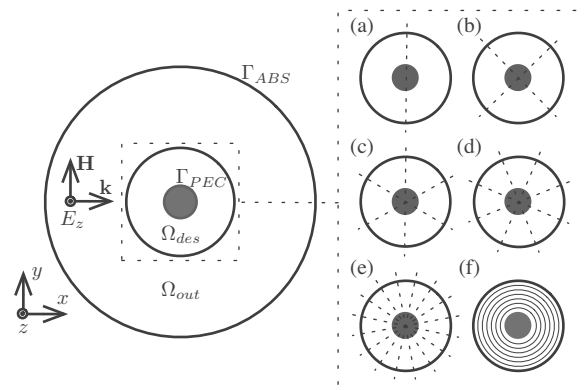 Γ_ABS
(a)
(b)
H
Γ_PEC
k
E_z
Ω_des
(c)
(d)
y
Ω_out
x
z
(e)
(f)